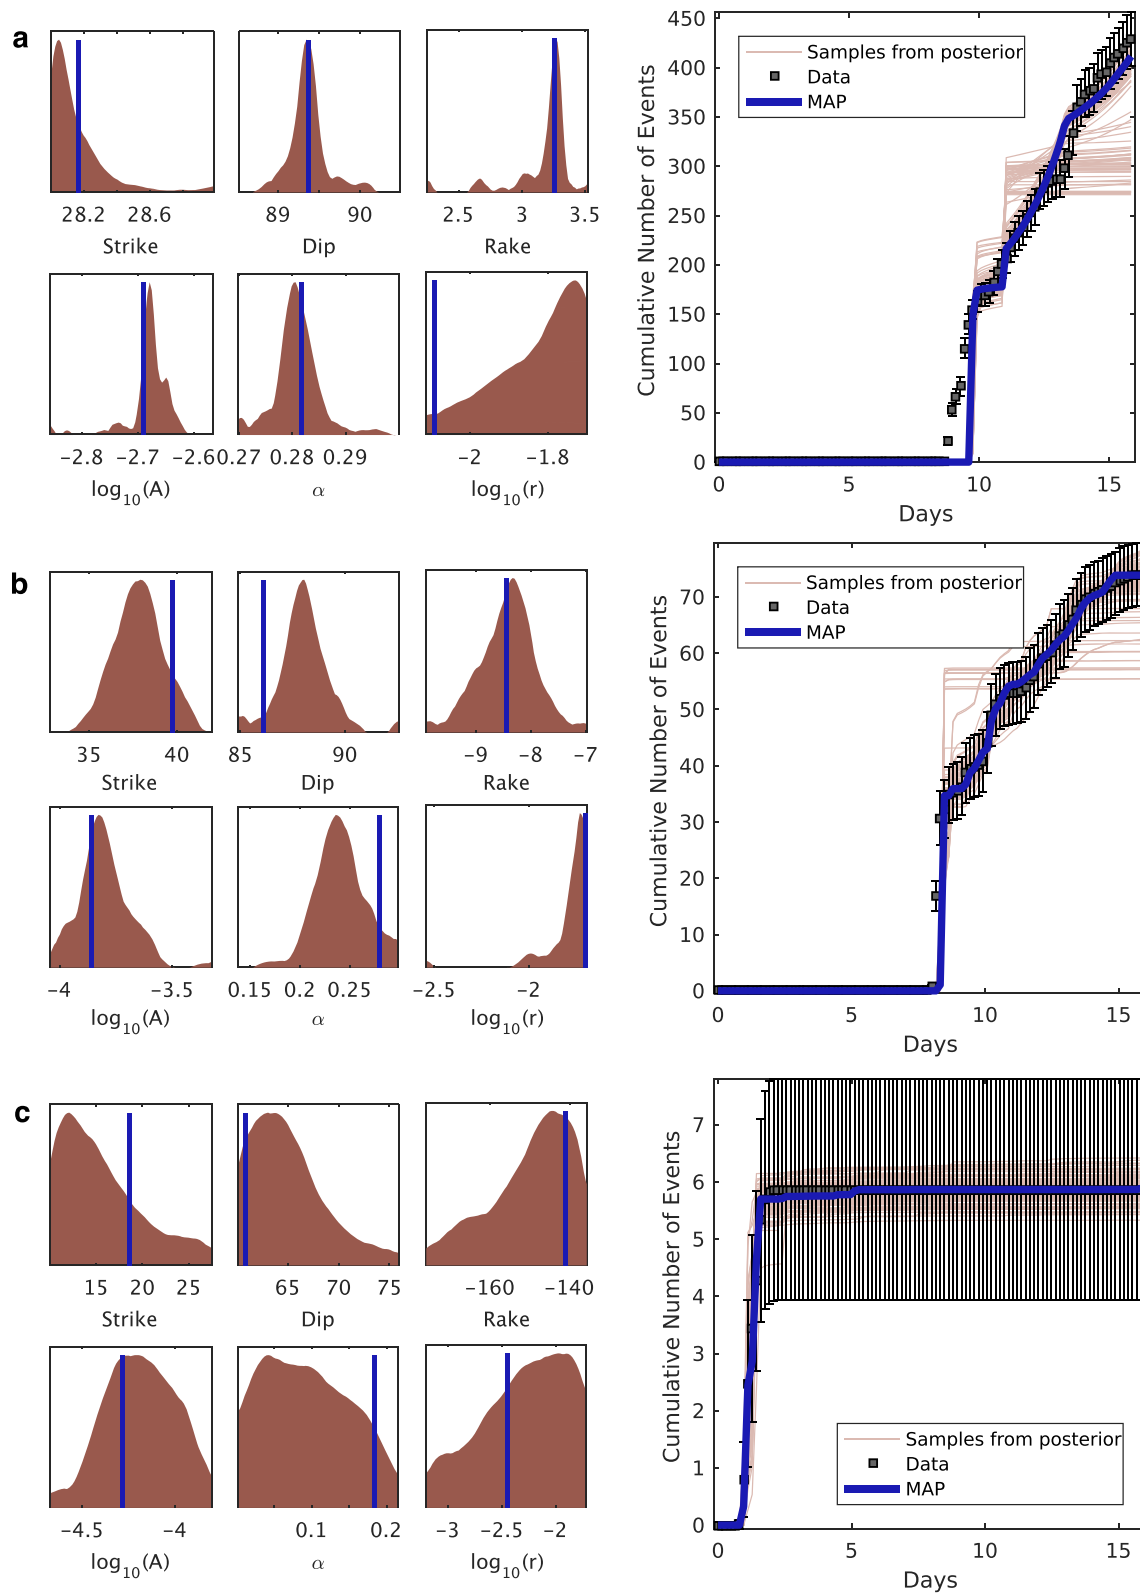 a
28.2 28.6
Strike
89 90
Dip
2.5 3 3.5
Rake
−2.8 −2.7 −2.60
log10(A)
0.27 0.28 0.29
α
−2 −1.8
log10(r)
Cumulative Number of Events
450
400
350
300
250
200
150
100
50
0
0 5 10 15
Days
Samples from posterior
Data
MAP
b
35 40
Strike
85 90
Dip
−9 −8 −7
Rake
−4 −3.5
log10(A)
0.15 0.2 0.25
α
−2.5 −2
log10(r)
Cumulative Number of Events
70
60
50
40
30
20
10
0
0 5 10 15
Days
Samples from posterior
Data
MAP
c
15 20 25
Strike
65 70 75
Dip
−160 −140
Rake
−4.5 −4
log10(A)
0.1 0.2
α
−3 −2.5 −2
log10(r)
Cumulative Number of Events
7
6
5
4
3
2
1
0
0 5 10 15
Days
Samples from posterior
Data
MAP